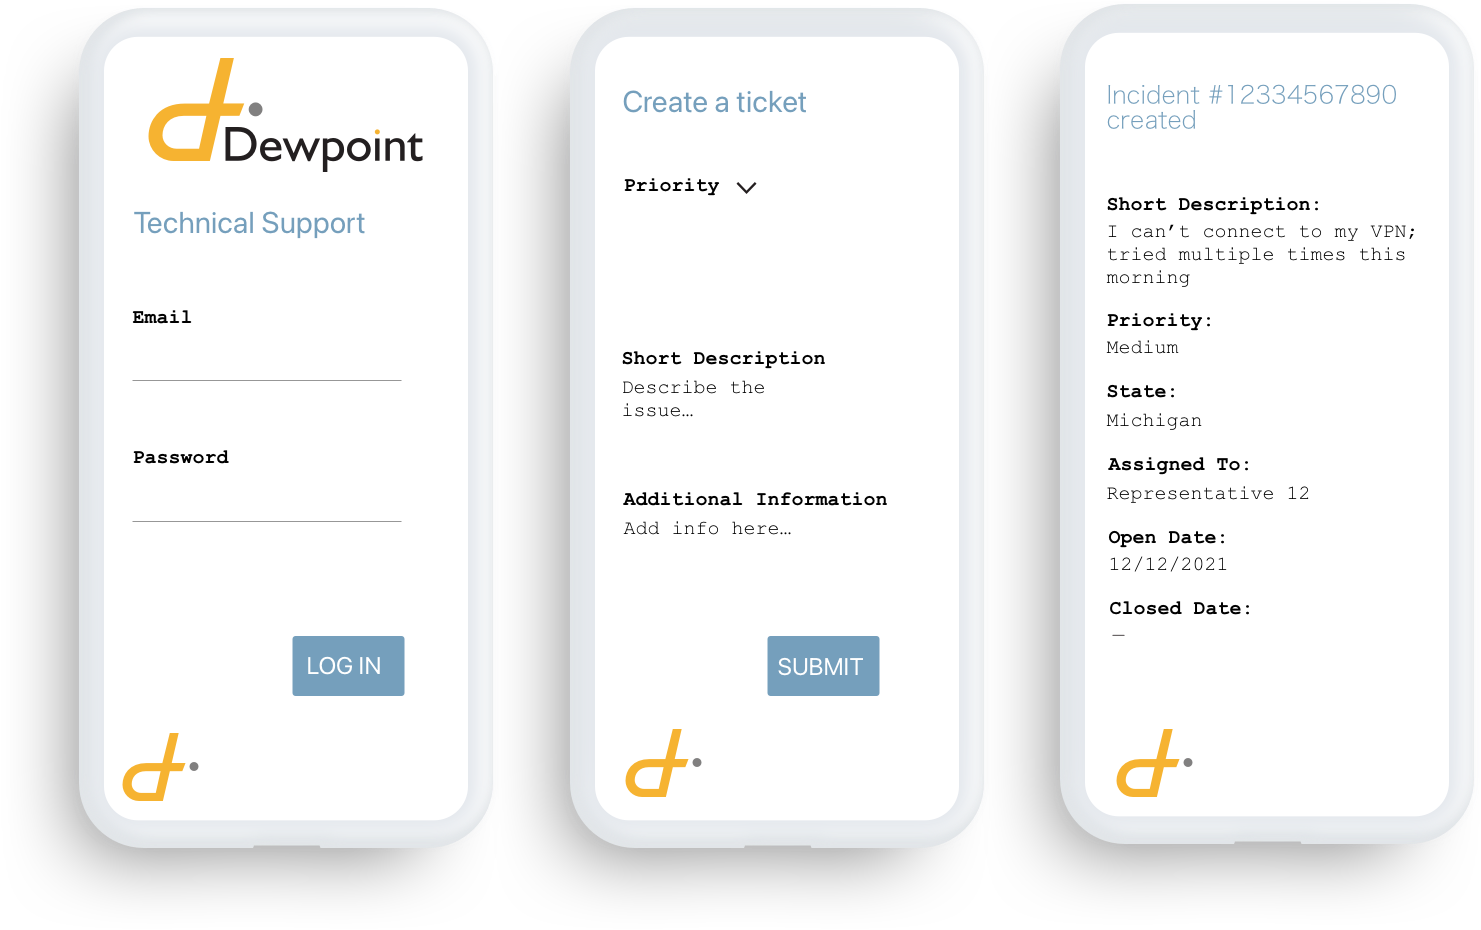 Dewpoint
Technical Support
Email
Password
LOG IN
Create a ticket
Priority
Short Description
Describe the
issue…
Additional Information
Add info here…
SUBMIT
Incident #12334567890
created
Short Description:
I can’t connect to my VPN;
tried multiple times this
morning
Priority:
Medium
State:
Michigan
Assigned To:
Representative 12
Open Date:
12/12/2021
Closed Date:
—